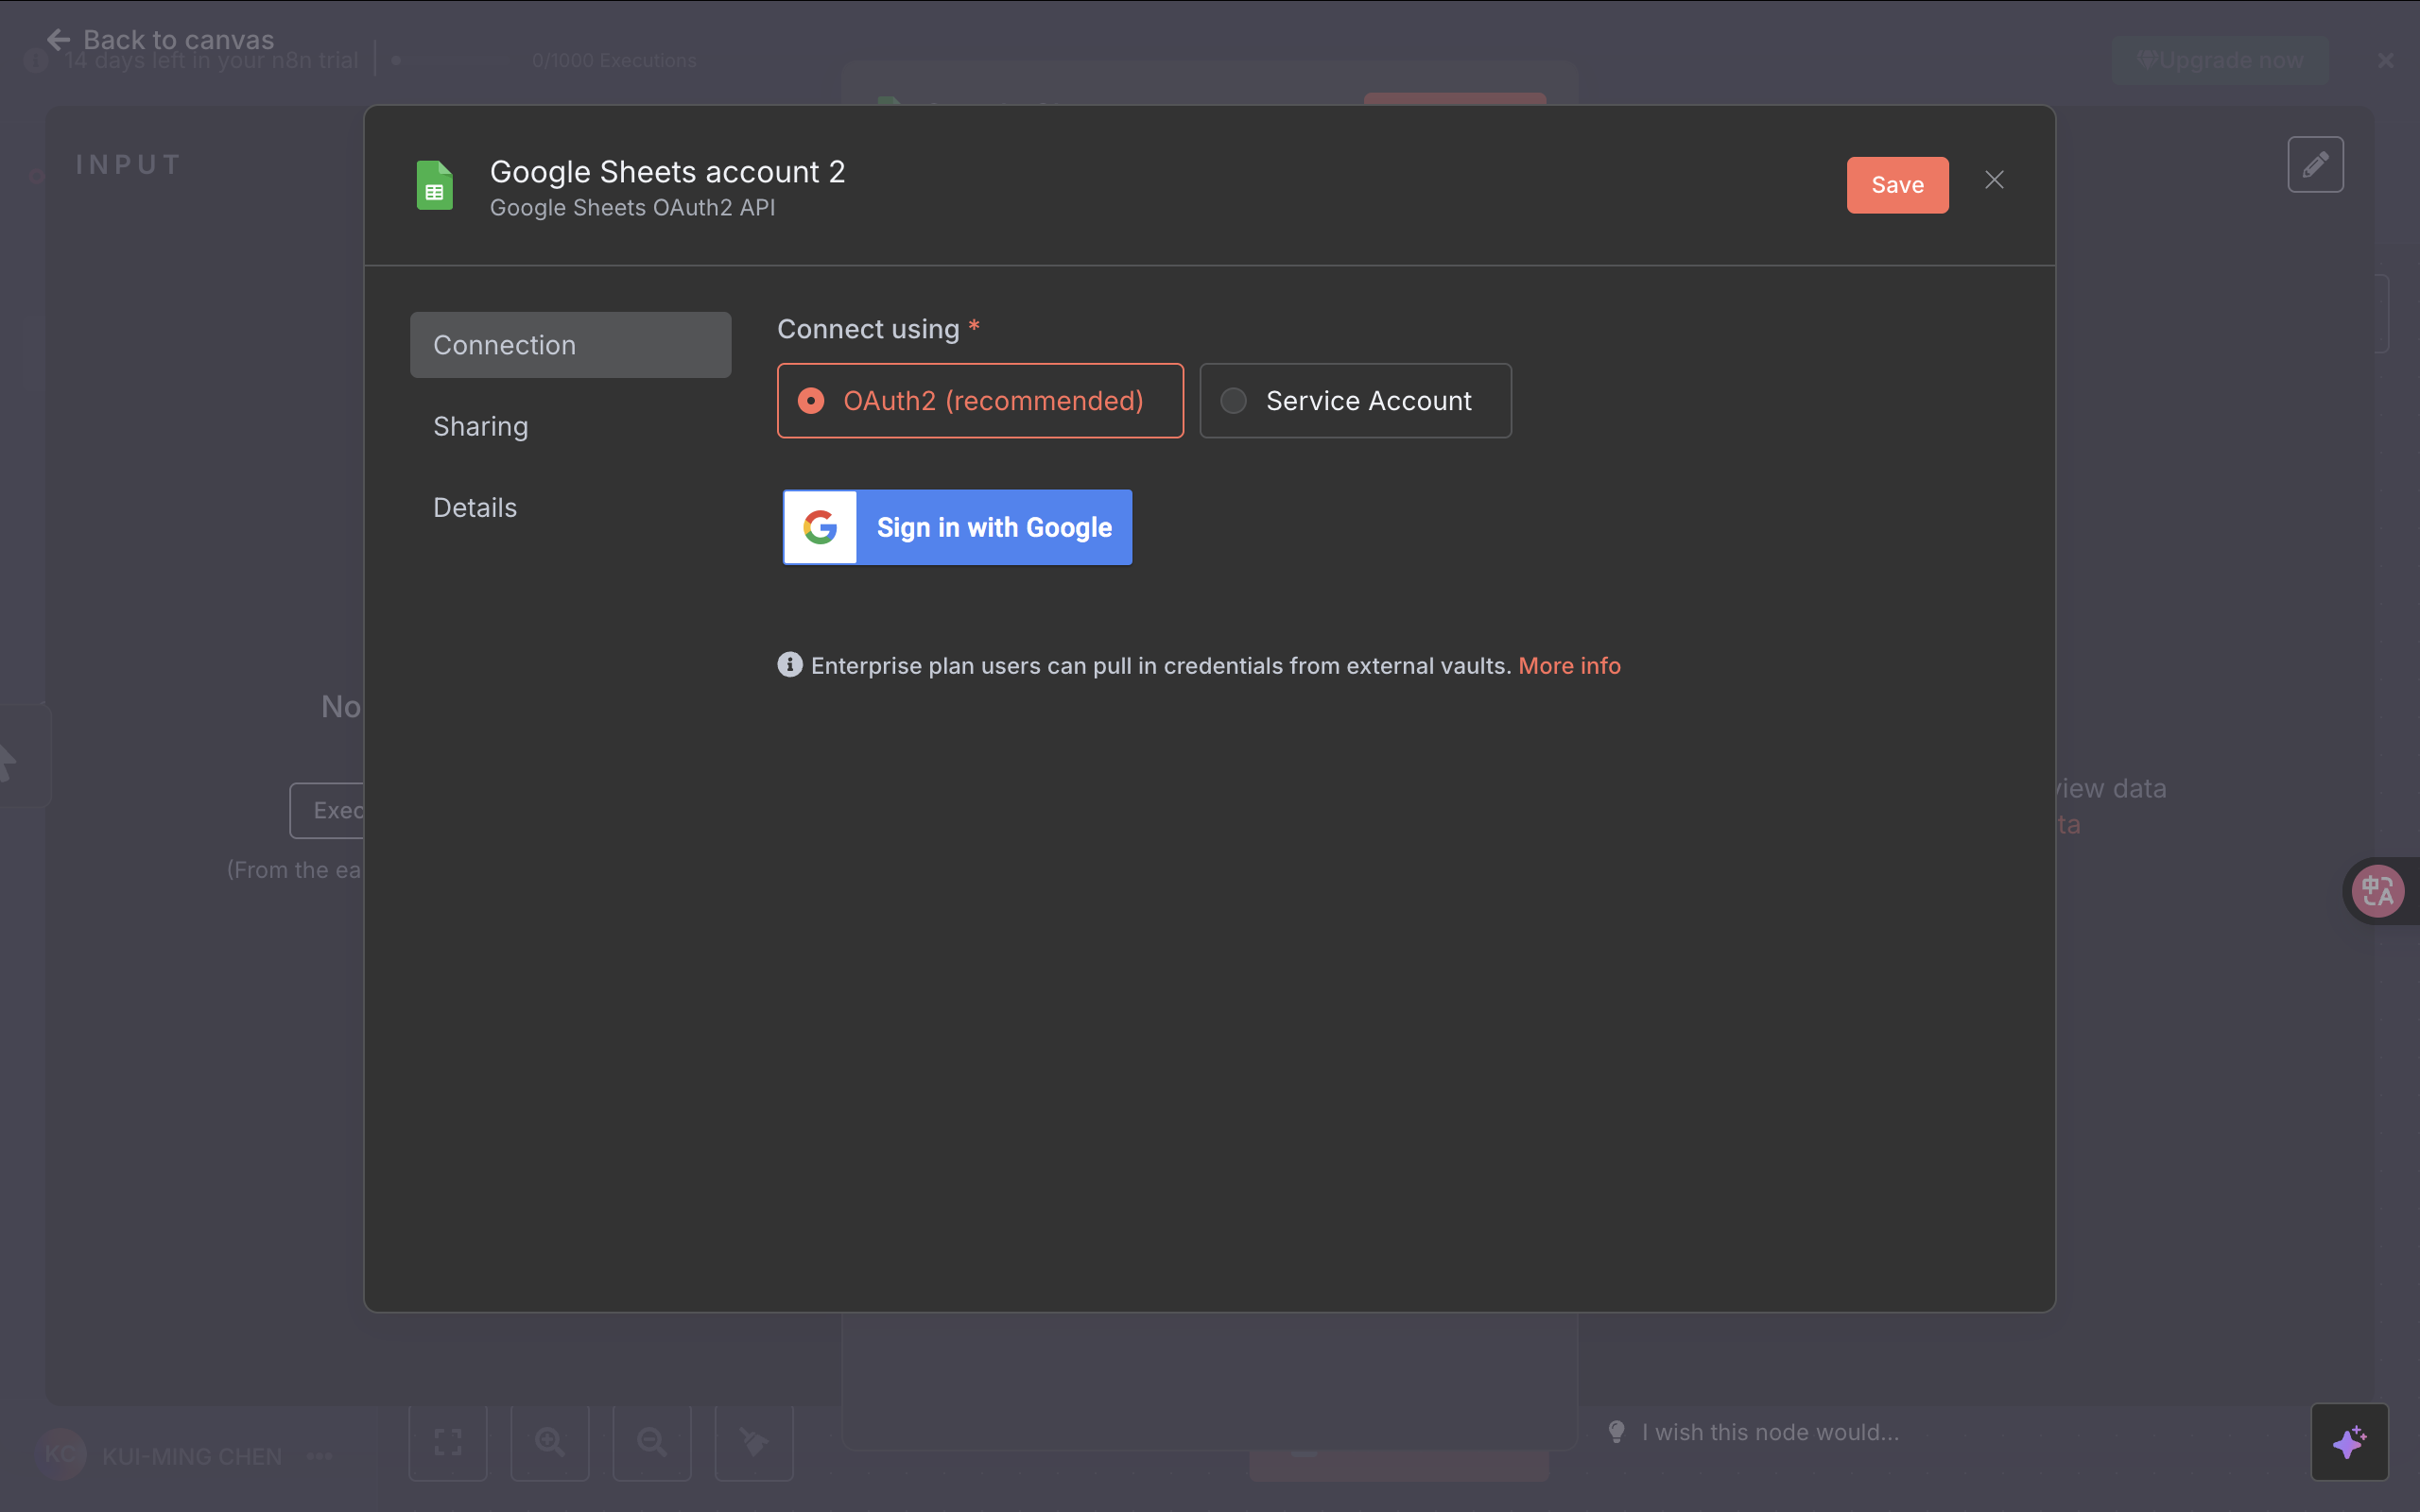 Back to canvas
14 days left in your n8n trial
0/1000 Executions
Upgrade now
INPUT
Google Sheets account 2
Google Sheets OAuth2 API
Save
Connection
Sharing
Details
Connect using *
OAuth2 (recommended)
Service Account
Sign in with Google
Enterprise plan users can pull in credentials from external vaults. More info
No
Exec
(From the ea
view data
ta
KC
KUI-MING CHEN
I wish this node would...